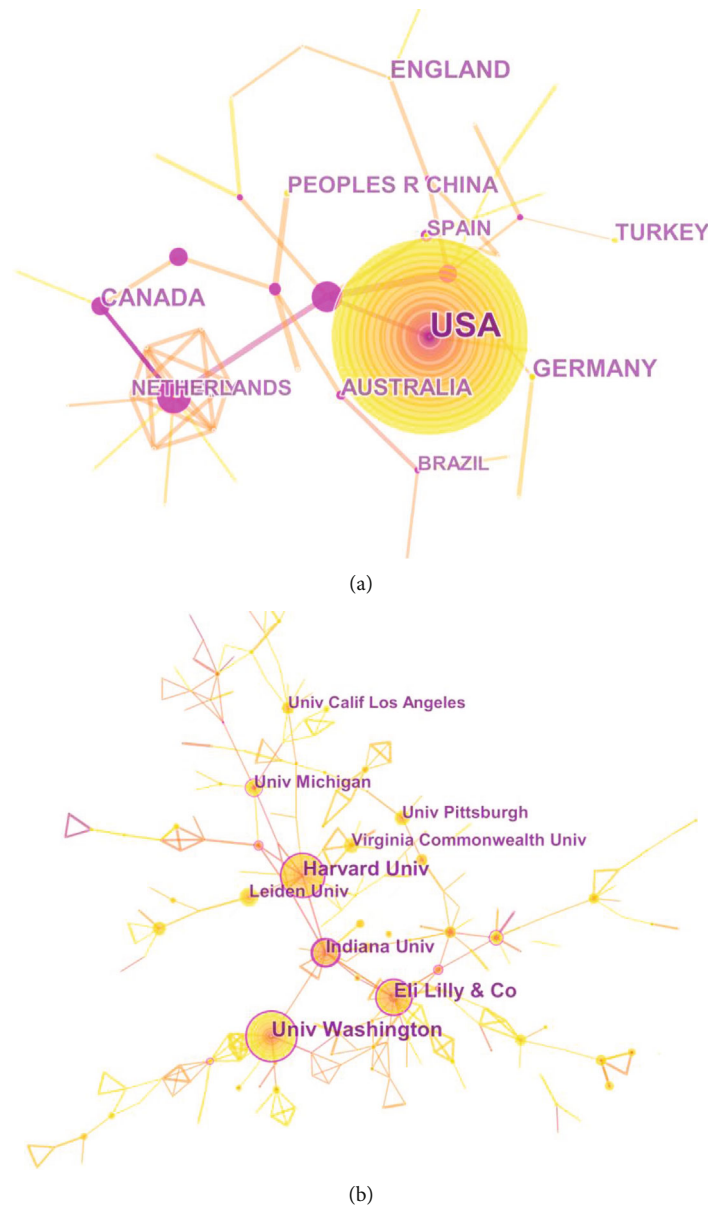 ENGLAND
PEOPLES R CHINA
SPAIN
TURKEY
CANADA
USA
GERMANY
NETHERLANDS
AUSTRALIA
BRAZIL
(a)
Univ Calif Los Angeles
Univ Michigan
Univ Pittsburgh
Virginia Commonwealth Univ
Harvard Univ
Leiden Univ
Indiana Univ
Eli Lilly & Co
Univ Washington
(b)